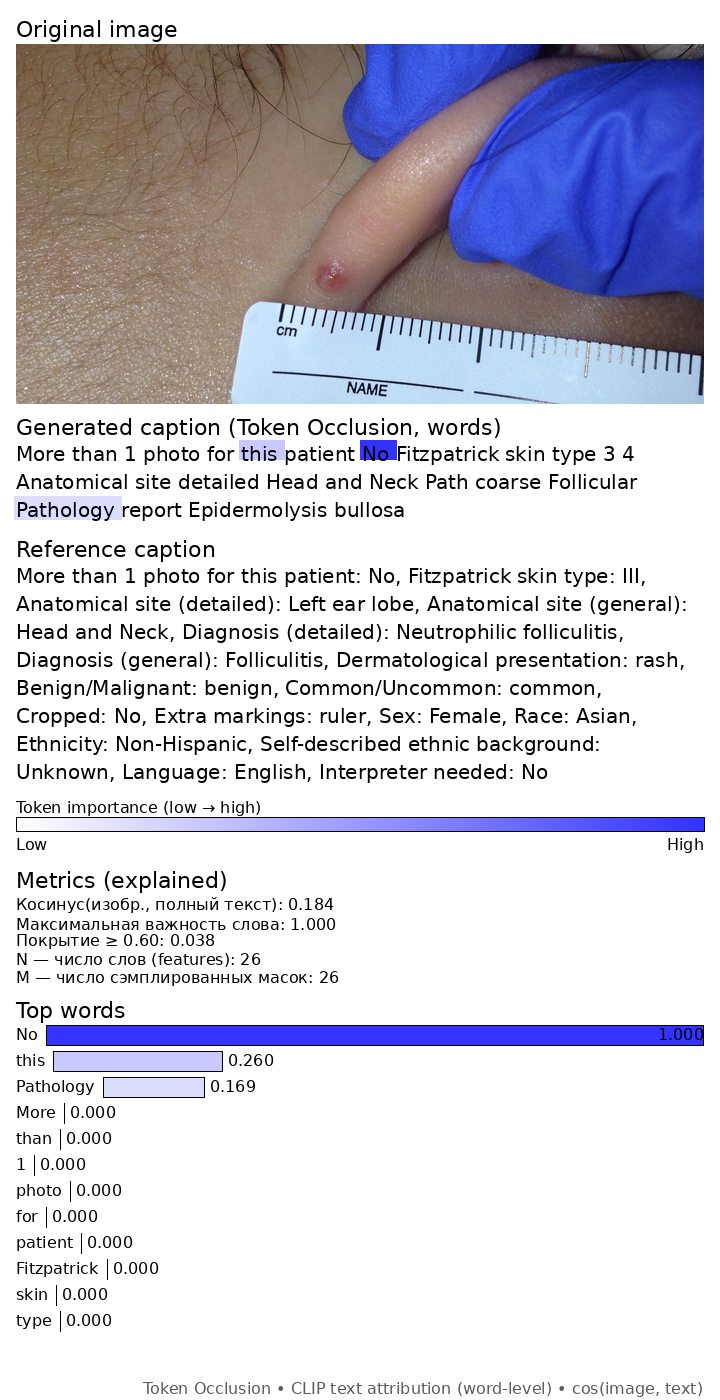 Original image
cm
NAME
Generated caption (Token Occlusion, words)
More than 1 photo for this patient No Fitzpatrick skin type 3 4
Anatomical site detailed Head and Neck Path coarse Follicular
Pathology report Epidermolysis bullosa
Reference caption
More than 1 photo for this patient: No, Fitzpatrick skin type: III,
Anatomical site (detailed): Left ear lobe, Anatomical site (general):
Head and Neck, Diagnosis (detailed): Neutrophilic folliculitis,
Diagnosis (general): Folliculitis, Dermatological presentation: rash,
Benign/Malignant: benign, Common/Uncommon: common,
Cropped: No, Extra markings: ruler, Sex: Female, Race: Asian,
Ethnicity: Non-Hispanic, Self-described ethnic background:
Unknown, Language: English, Interpreter needed: No
Token importance (low → high)
Low High
Metrics (explained)
Косинус(изобр., полный текст): 0.184
Максимальная важность слова: 1.000
Покрытие ≥ 0.60: 0.038
N — число слов (features): 26
M — число сэмплированных масок: 26
Top words
No 1.000
this 0.260
Pathology 0.169
More 0.000
than 0.000
1 0.000
photo 0.000
for 0.000
patient 0.000
Fitzpatrick 0.000
skin 0.000
type 0.000
Token Occlusion • CLIP text attribution (word-level) • cos(image, text)